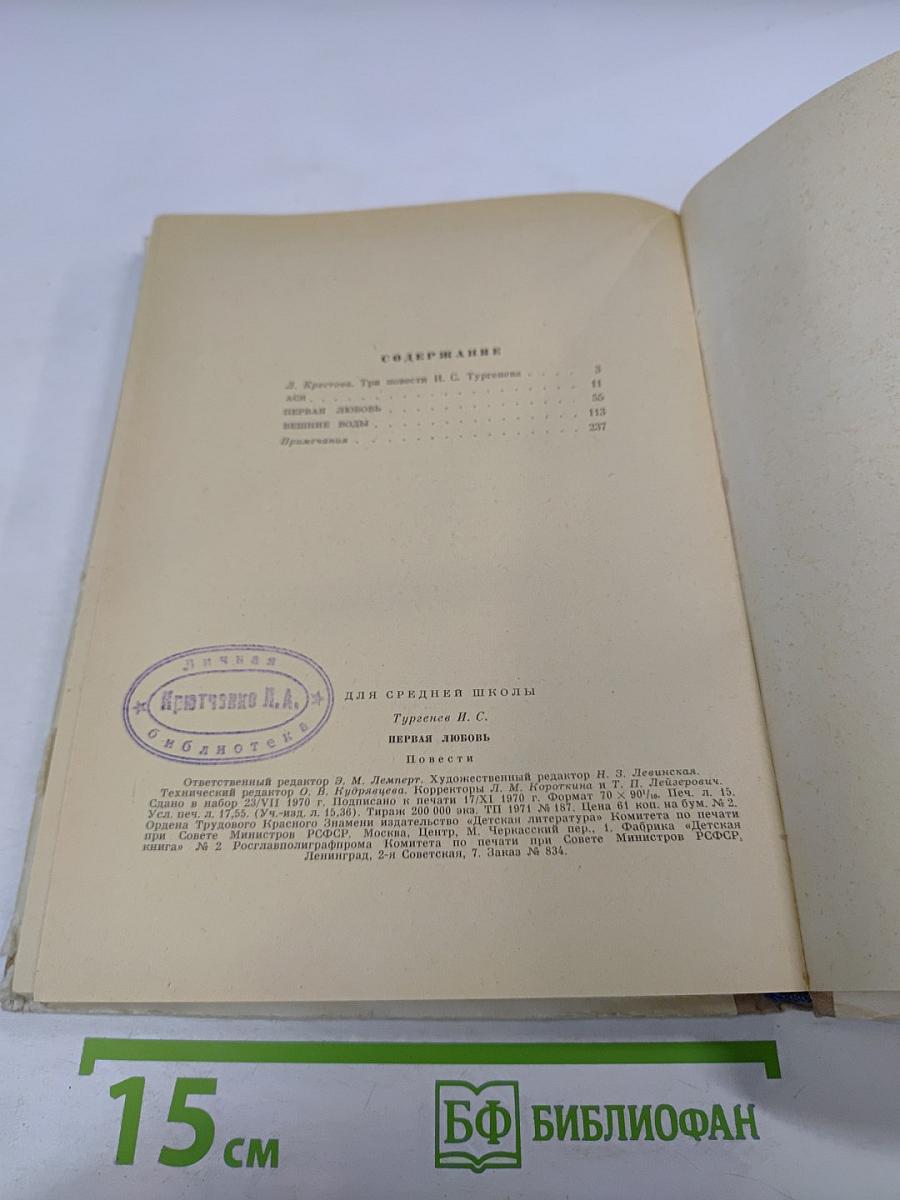 СОДЕРЖАНИЕ
Л. Крестова. Три повести И. С. Тургенева . . . . 3
АСЯ . . . . . . . . . . . . . . . . . 11
ПЕРВАЯ ЛЮБОВЬ . . . . . . . . . . . . 55
ВЕШНИЕ ВОДЫ . . . . . . . . . . . . . 113
Примечания . . . . . . . . . . . . . . 237
Личная
Крютченко Л.А.
библиотека
ДЛЯ СРЕДНЕЙ ШКОЛЫ
Тургенев И. С.
ПЕРВАЯ ЛЮБОВЬ
Повести
Ответственный редактор Э. М. Лемперт. Художественный редактор Н. З. Левинская.
Технический редактор О. В. Кудрявцева. Корректоры Л. М. Короткина и Т. П. Лейзерович.
Сдано в набор 23/VII 1970 г. Подписано к печати 17/XI 1970 г. Формат 70 × 90 1/16. Печ. л. 15.
Усл. печ. л. 17,55. (Уч.-изд. л. 15,36). Тираж 200 000 экз. ТП 1971 № 187. Цена 61 коп. на бум. № 2.
Ордена Трудового Красного Знамени издательство «Детская литература» Комитета по печати
при Совете Министров РСФСР. Москва, Центр, М. Черкасский пер., 1. Фабрика «Детская
книга» № 2 Росглавполиграфпрома Комитета по печати при Совете Министров РСФСР,
Ленинград, 2-я Советская, 7. Заказ № 834.
15 см
БФ БИБЛИОФАН